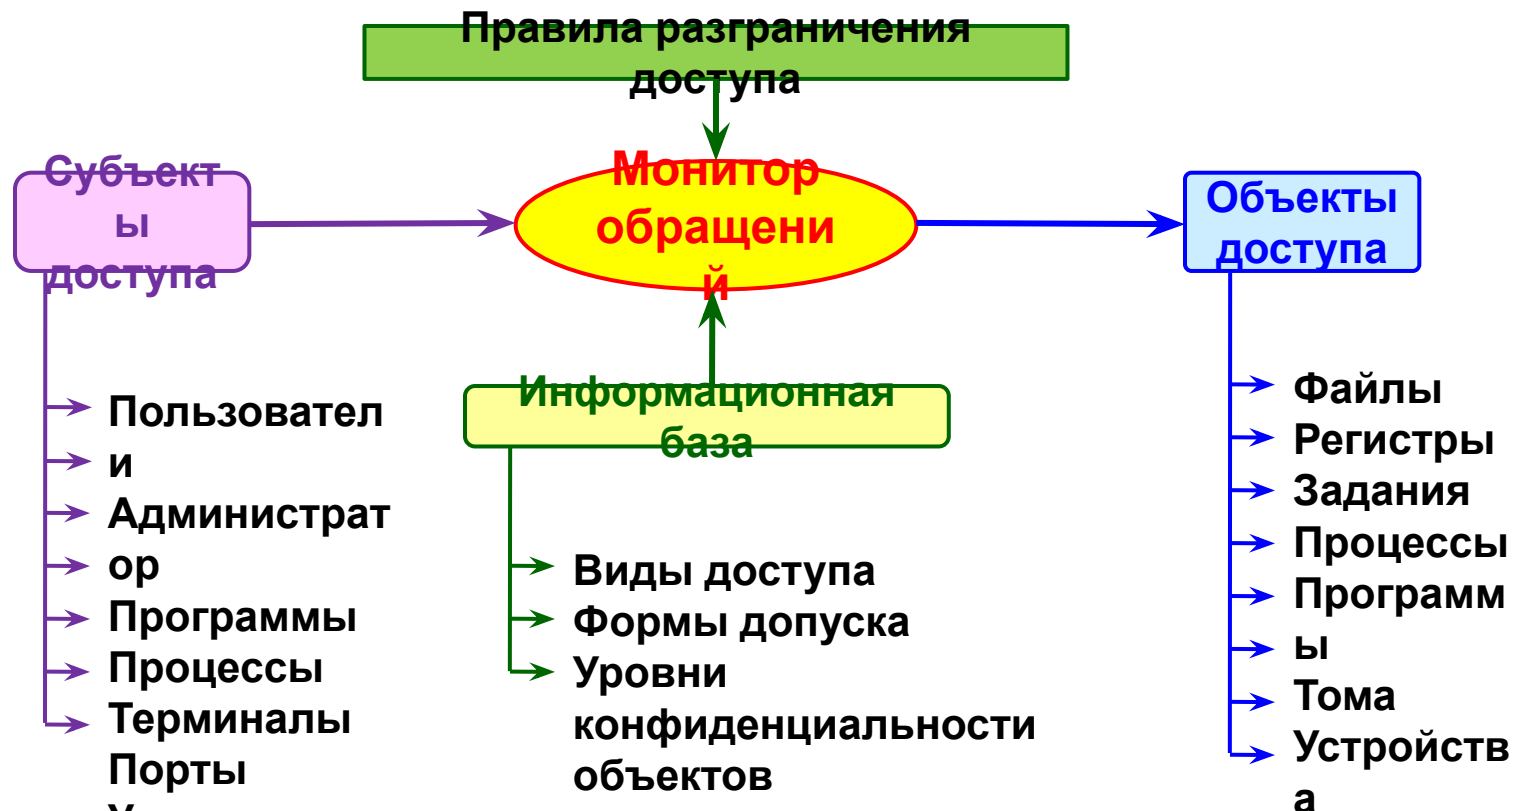 Правила разграничения
доступа
Субъект
ы
доступа
Монитор
обращени
й
Объекты
доступа
Информационная
база
Пользовател
и
Администрат
ор
Программы
Процессы
Терминалы
Порты
Виды доступа
Формы допуска
Уровни
конфиденциальности
объектов
Файлы
Регистры
Задания
Процессы
Программ
ы
Тома
Устройств
а